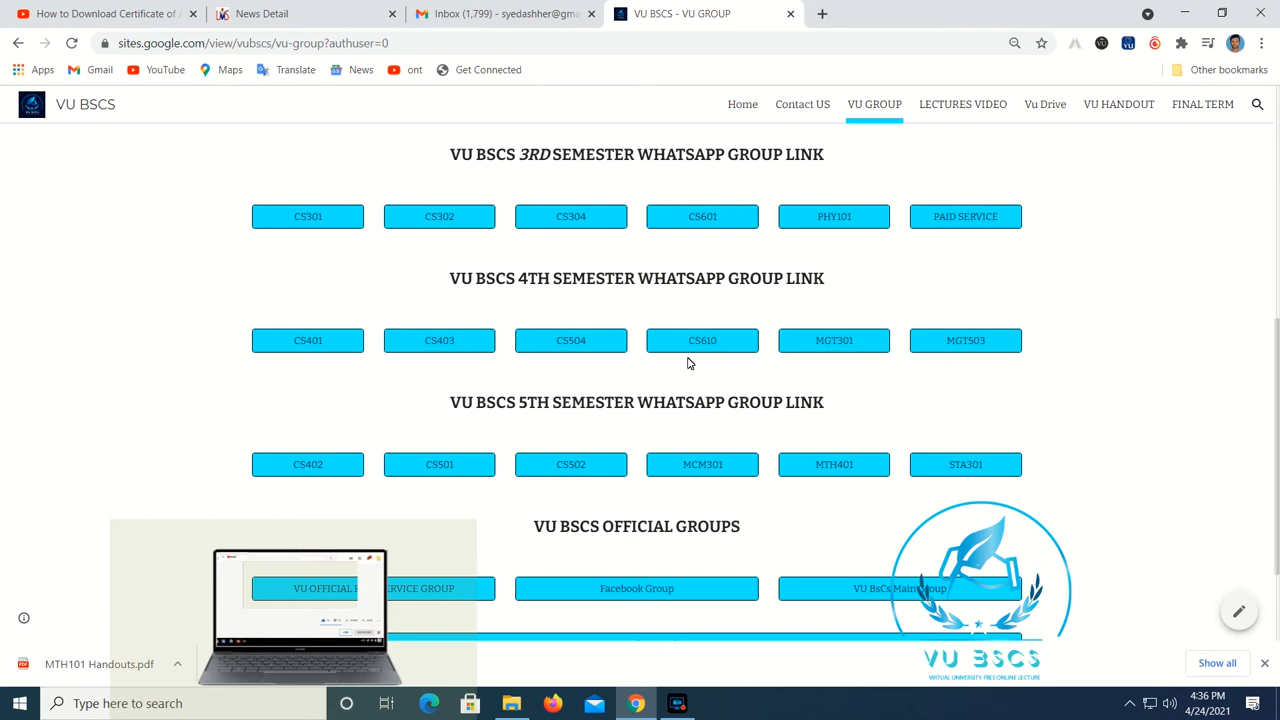 Download Certificate of A
News Detail
Inbox (1,799) - syedashher@gma
VU BSCS - VU GROUP
sites.google.com/view/vubscs/vu-group?authuser=0
Apps
Gmail
YouTube
Maps
Translate
News
ont
Get Connected
Other bookmarks
VU BSCS
Home
Contact US
VU GROUP
LECTURES VIDEO
Vu Drive
VU HANDOUT
FINAL TERM
VU BSCS 3RD SEMESTER WHATSAPP GROUP LINK
CS301
CS302
CS304
CS601
PHY101
PAID SERVICE
VU BSCS 4TH SEMESTER WHATSAPP GROUP LINK
CS401
CS403
CS504
CS610
MGT301
MGT503
VU BSCS 5TH SEMESTER WHATSAPP GROUP LINK
CS402
CS501
CS502
MCM301
MTH401
STA301
VU BSCS OFFICIAL GROUPS
VU OFFICIAL SERVICE GROUP
Facebook Group
VU BsCs Main Group
VU BSCS
VIRTUAL UNIVERSITY FREE ONLINE LECTURE
MTH101 Handouts.pdf
Show all
Type here to search
4:36 PM
4/24/2021